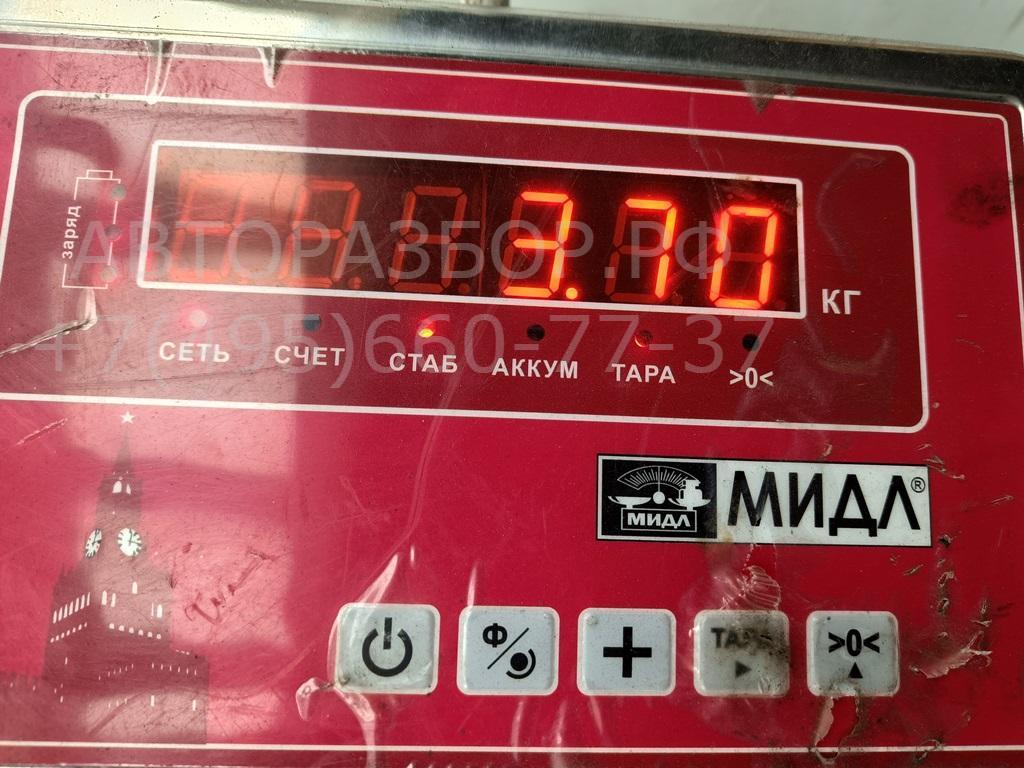 заряд
3.70
КГ
АВТОРАЗБОР.РФ
+7(495)660-77-37
СЕТЬ СЧЕТ СТАБ АККУМ ТАРА >0<
МИДЛ МИДЛ®
Ф + ТАРА >0<